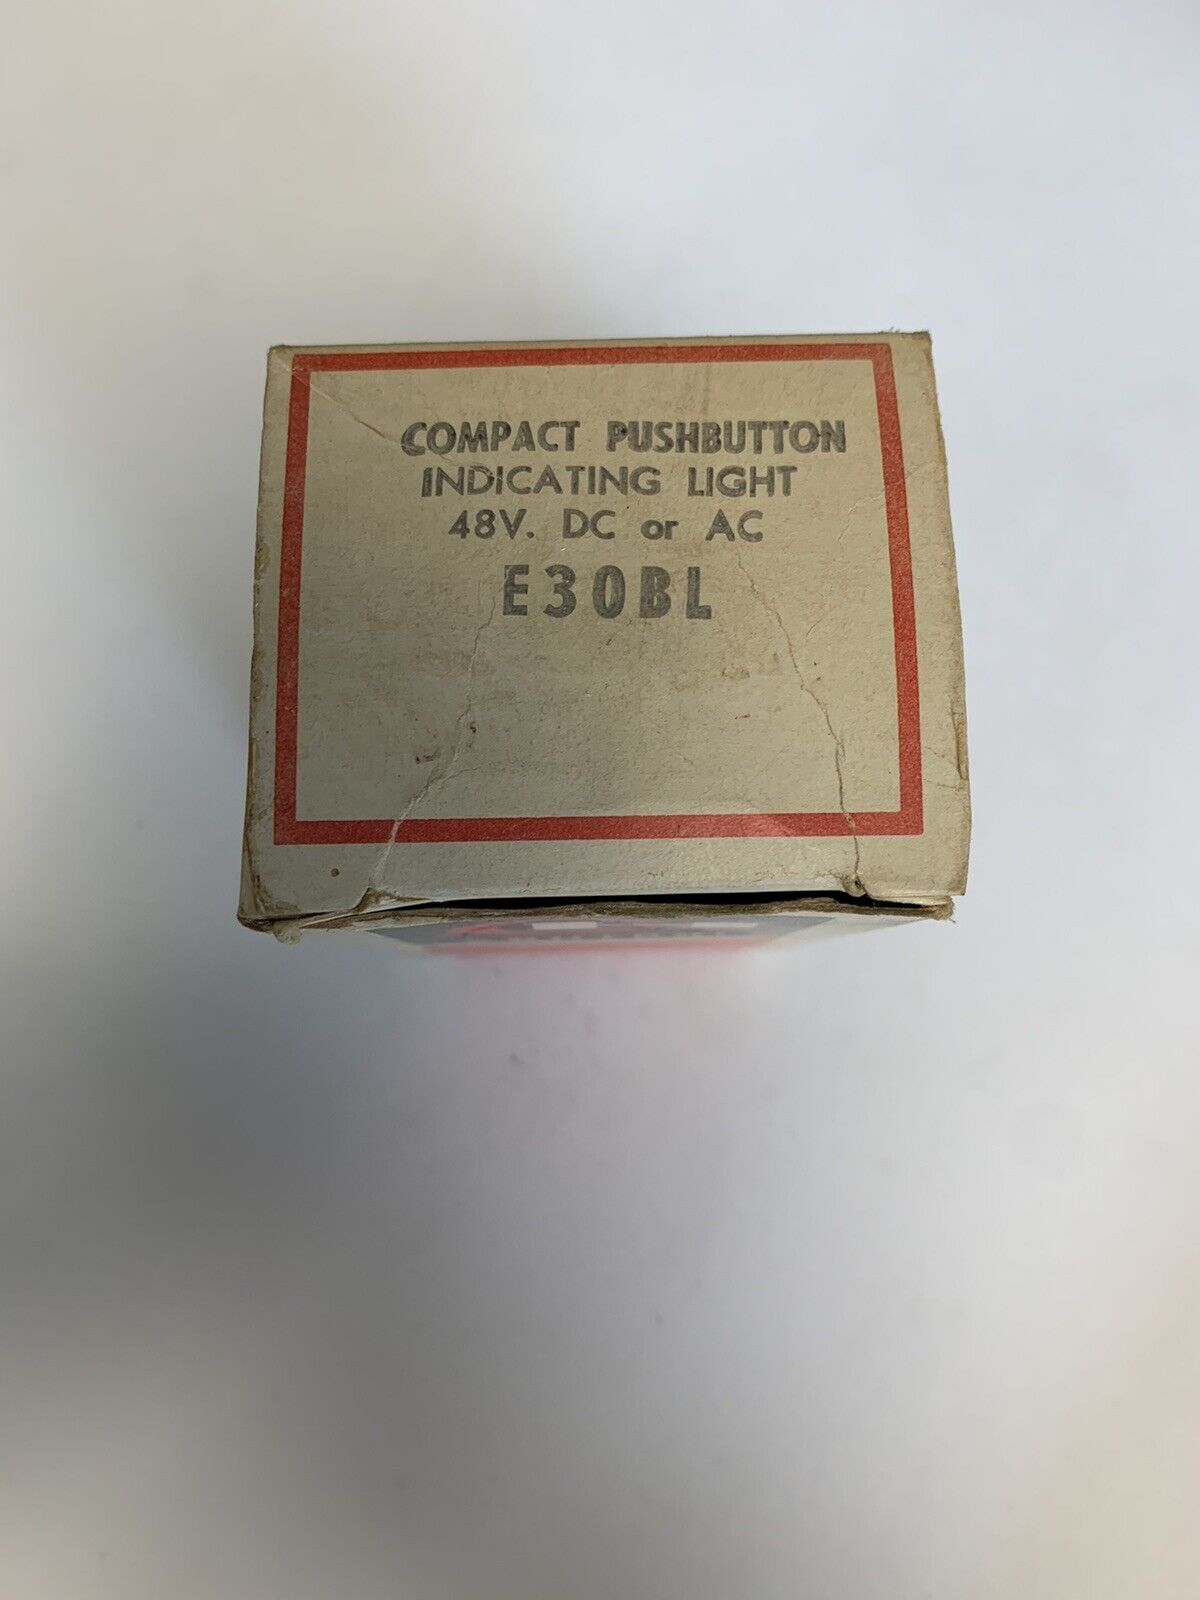 COMPACT PUSHBUTTON
INDICATING LIGHT
48V. DC or AC
E30BL